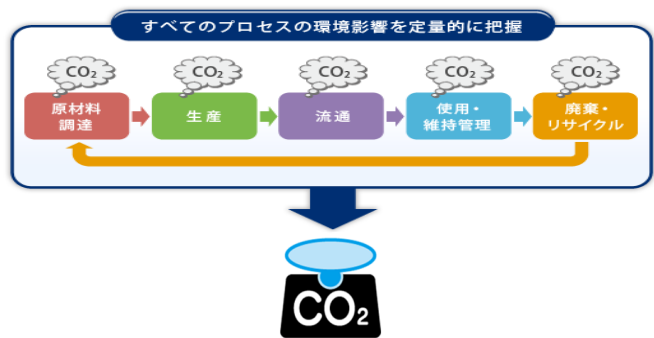 すべてのプロセスの環境影響を定量的に把握
CO2
CO2
CO2
CO2
CO2
原材料
調達
生産
流通
使用・
維持管理
廃棄・
リサイクル
CO2